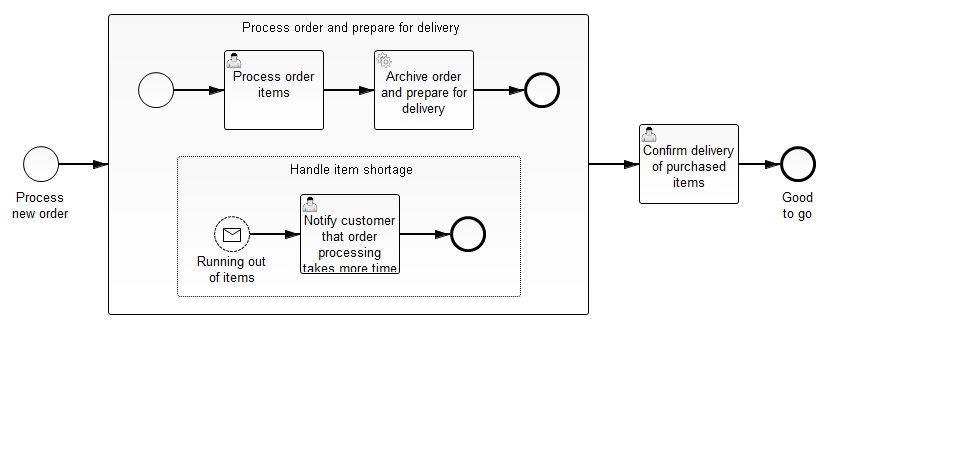 Process order and prepare for delivery
Process order
items
Archive order
and prepare for
delivery
Process
new order
Handle item shortage
Running out
of items
Notify customer
that order
processing
takes more time
Confirm delivery
of purchased
items
Good
to go